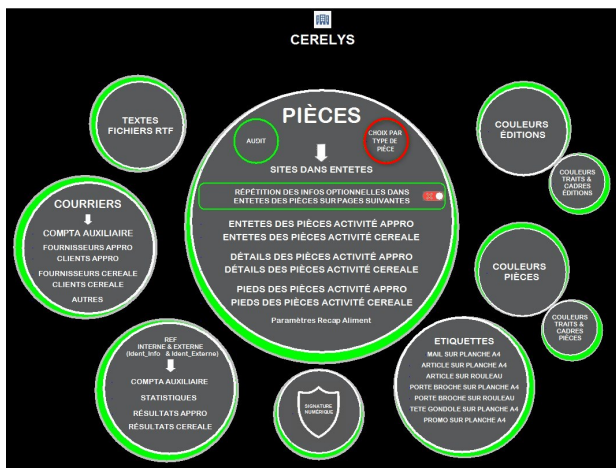 CERELYS
TEXTES
FICHIERS RTF
PIÈCES
AUDIT
CHOIX PAR
TYPE DE
PIÈCE
SITES DANS ENTETES
RÉPÉTITION DES INFOS OPTIONNELLES DANS
ENTETES DES PIÈCES SUR PAGES SUIVANTES
ENTETES DES PIÈCES ACTIVITÉ APPRO
ENTETES DES PIÈCES ACTIVITÉ CEREALE
DÉTAILS DES PIÈCES ACTIVITÉ APPRO
DÉTAILS DES PIÈCES ACTIVITÉ CEREALE
PIEDS DES PIÈCES ACTIVITÉ APPRO
PIEDS DES PIÈCES ACTIVITÉ CEREALE
Paramètres Recap Aliment
COULEURS
ÉDITIONS
COULEURS
TRAITS &
CADRES
ÉDITIONS
COURRIERS
COMPTA AUXILIAIRE
FOURNISSEURS APPRO
CLIENTS APPRO
FOURNISSEURS CEREALE
CLIENTS CEREALE
AUTRES
COULEURS
PIÈCES
COULEURS
TRAITS &
CADRES
PIÈCES
REF
INTERNE & EXTERNE
(Ident_Info & Ident_Externe)
COMPTA AUXILIAIRE
STATISTIQUES
RÉSULTATS APPRO
RÉSULTATS CEREALE
SIGNATURE
NUMÉRIQUE
ETIQUETTES
MAIL SUR PLANCHE A4
ARTICLE SUR PLANCHE A4
ARTICLE SUR ROULEAU
PORTE BROCHE SUR PLANCHE A4
PORTE BROCHE SUR ROULEAU
TETE GONDOLE SUR PLANCHE A4
PROMO SUR PLANCHE A4